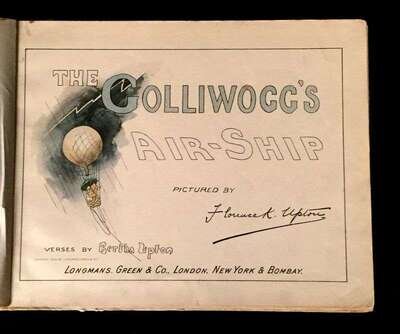 THE
GOLLIWOGG'S
AIR-SHIP
PICTURED BY
Florence K. Upton
VERSES BY Bertha Upton
LONGMANS, GREEN & CO., LONDON, NEW YORK & BOMBAY.